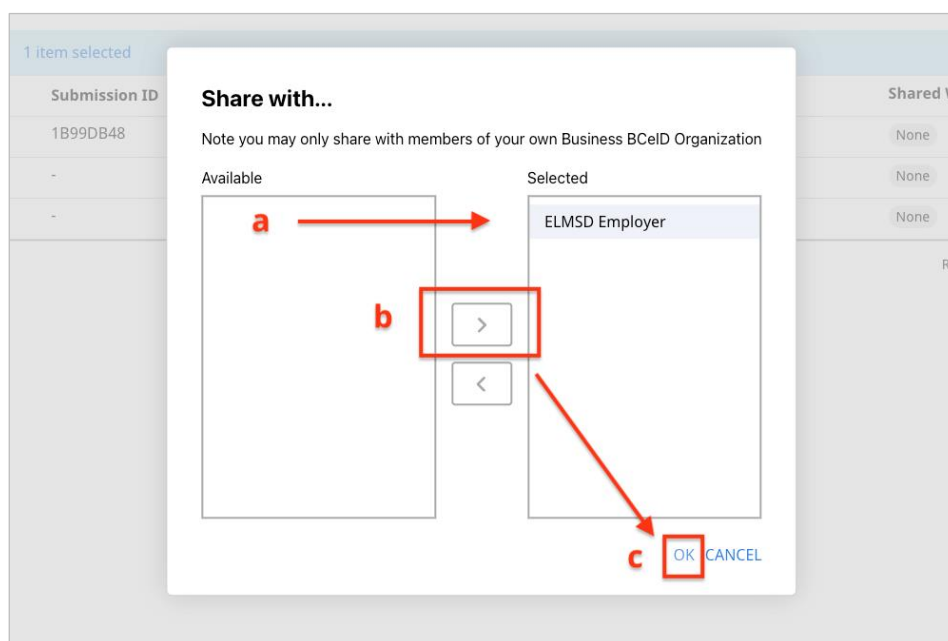 1 item selected
Submission ID
Shared
1B99DB48
None
-
None
-
None
R
Share with...
Note you may only share with members of your own Business BCeID Organization
Available
Selected
a
ELMSD Employer
b
>
<
c
OK CANCEL